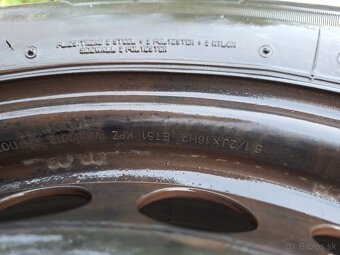 PLIES: TREAD 2 STEEL + 2 POLYESTER + 2 NYLON
SIDEWALL 2 POLYESTER
6 1/2JX16H2 ET51 KPZ
Bazos.sk